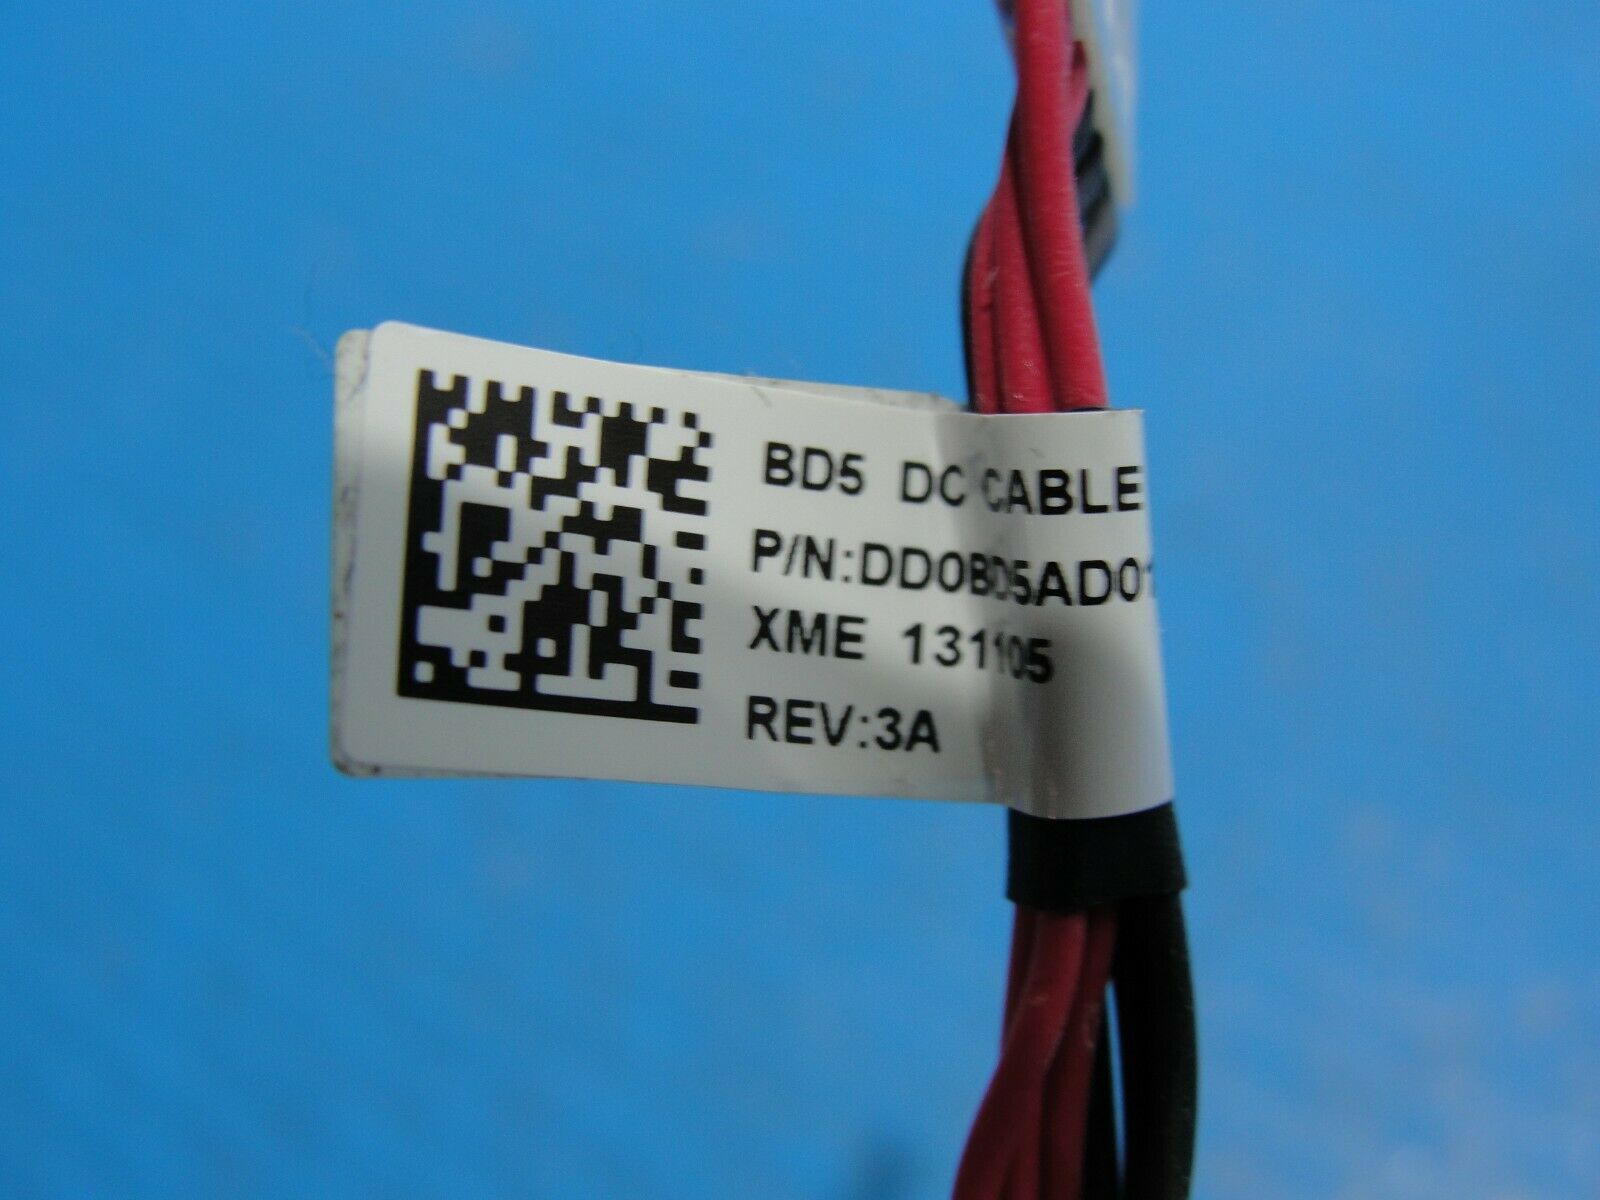 BD5 DC CABLE
P/N:DD0BD5AD01
XME 131105
REV:3A